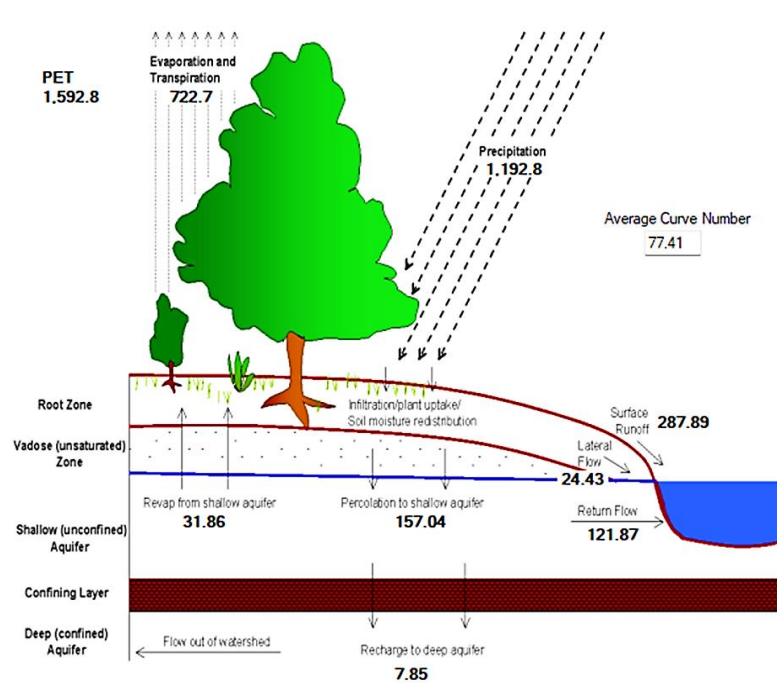 PET
1,592.8
Evaporation and
Transpiration
722.7
Precipitation
1,192.8
Average Curve Number
77.41
Root Zone
Infiltration/plant uptake/
Soil moisture redistribution
Surface
Runoff
287.89
Vadose (unsaturated)
Zone
Lateral
Flow
24.43
Revap from shallow aquifer
31.86
Percolation to shallow aquifer
157.04
Return Flow
121.87
Shallow (unconfined)
Aquifer
Confining Layer
Deep (confined)
Aquifer
Flow out of watershed
Recharge to deep aquifer
7.85